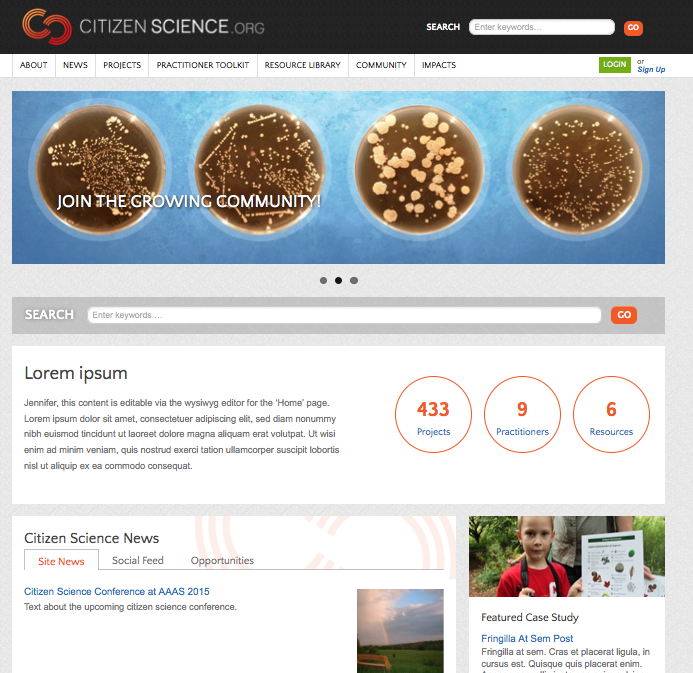 CITIZEN SCIENCE.ORG
SEARCH Enter keywords... GO
ABOUT NEWS PROJECTS PRACTITIONER TOOLKIT RESOURCE LIBRARY COMMUNITY IMPACTS LOGIN or
Sign Up
JOIN THE GROWING COMMUNITY!
SEARCH Enter keywords.... GO
Lorem ipsum
Jennifer, this content is editable via the wysiwyg editor for the 'Home' page.
Lorem ipsum dolor sit amet, consectetuer adipiscing elit, sed diam nonummy
nibh euismod tincidunt ut laoreet dolore magna aliquam erat volutpat. Ut wisi
enim ad minim veniam, quis nostrud exerci tation ullamcorper suscipit lobortis
nisl ut aliquip ex ea commodo consequat.
433
Projects
9
Practitioners
6
Resources
Citizen Science News
Site News Social Feed Opportunities
Citizen Science Conference at AAAS 2015
Text about the upcoming citizen science conference.
Featured Case Study
Fringilla At Sem Post
Fringilla at sem. Cras et placerat ligula, in
cursus est. Quisque quis placerat enim.